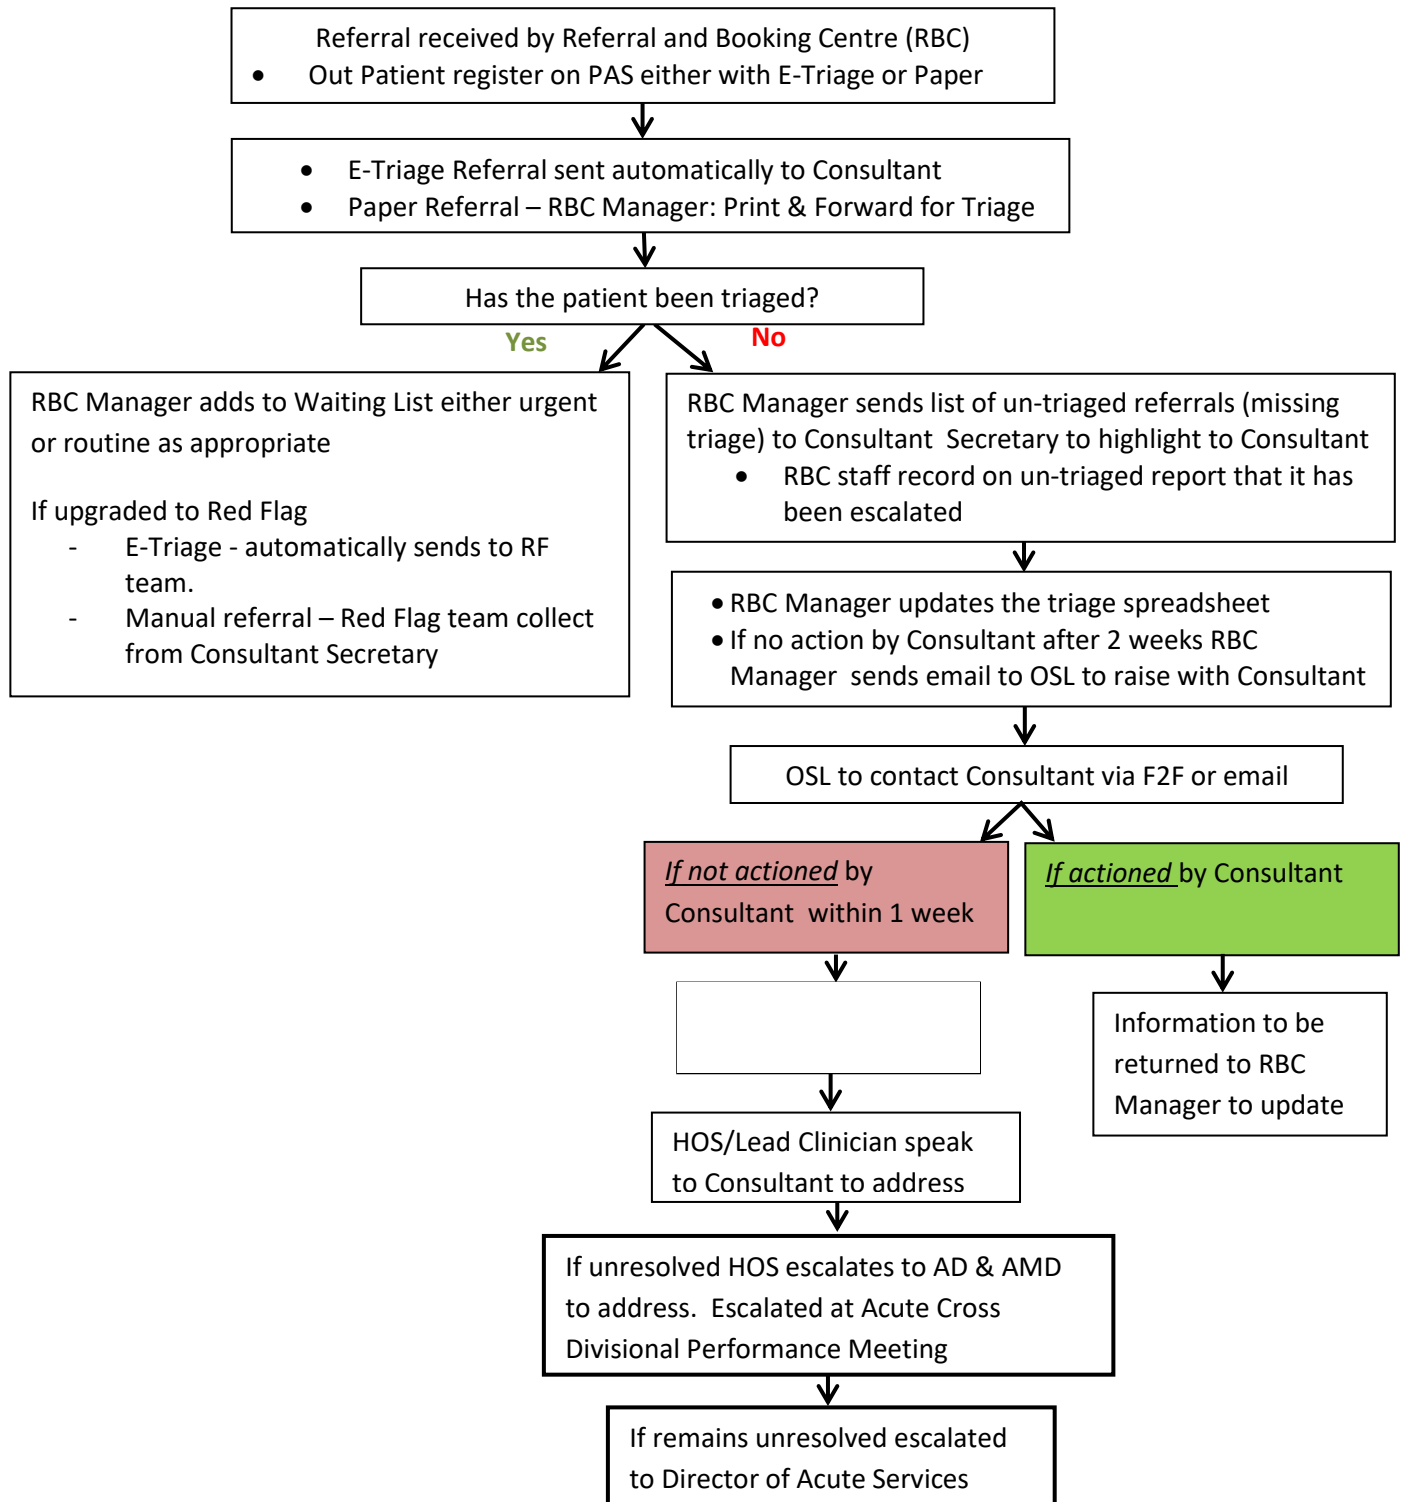 Referral received by Referral and Booking Centre (RBC)
• Out Patient register on PAS either with E-Triage or Paper
• E-Triage Referral sent automatically to Consultant
• Paper Referral – RBC Manager: Print & Forward for Triage
Has the patient been triaged?
Yes
No
RBC Manager adds to Waiting List either urgent
or routine as appropriate
If upgraded to Red Flag
- E-Triage - automatically sends to RF
team.
- Manual referral – Red Flag team collect
from Consultant Secretary
RBC Manager sends list of un-triaged referrals (missing
triage) to Consultant Secretary to highlight to Consultant
• RBC staff record on un-triaged report that it has
been escalated
• RBC Manager updates the triage spreadsheet
• If no action by Consultant after 2 weeks RBC
Manager sends email to OSL to raise with Consultant
OSL to contact Consultant via F2F or email
If not actioned by
Consultant within 1 week
If actioned by Consultant
Information to be
returned to RBC
Manager to update
HOS/Lead Clinician speak
to Consultant to address
If unresolved HOS escalates to AD & AMD
to address. Escalated at Acute Cross
Divisional Performance Meeting
If remains unresolved escalated
to Director of Acute Services